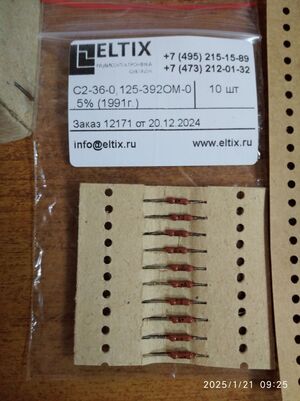 ELTIX
РАДИОЭЛЕКТРОНИКА
+7 (495) 215-15-89
+7 (473) 212-01-32
С2-36-0,125-392ОМ-0
,5% (1991г.)
10 шт
Заказ 12171 от 20.12.2024
info@eltix.ru
www.eltix.ru
2025/1/21 09:25